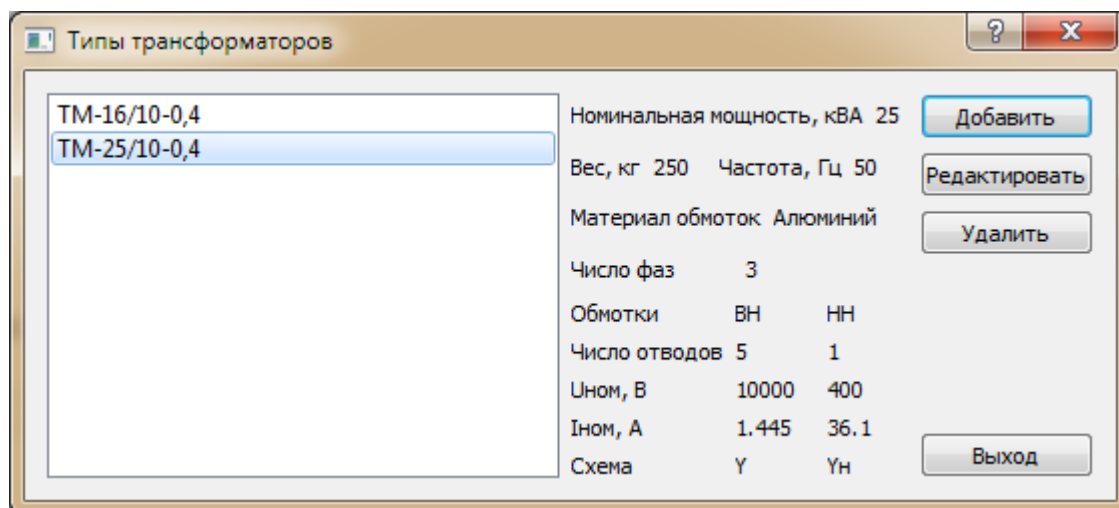 Типы трансформаторов
ТМ-16/10-0,4
ТМ-25/10-0,4
Номинальная мощность, кВА 25
Вес, кг 250 Частота, Гц 50
Материал обмоток Алюминий
Число фаз 3
Обмотки ВН НН
Число отводов 5 1
Uном, В 10000 400
Iном, А 1.445 36.1
Схема Y Yн
Добавить
Редактировать
Удалить
Выход